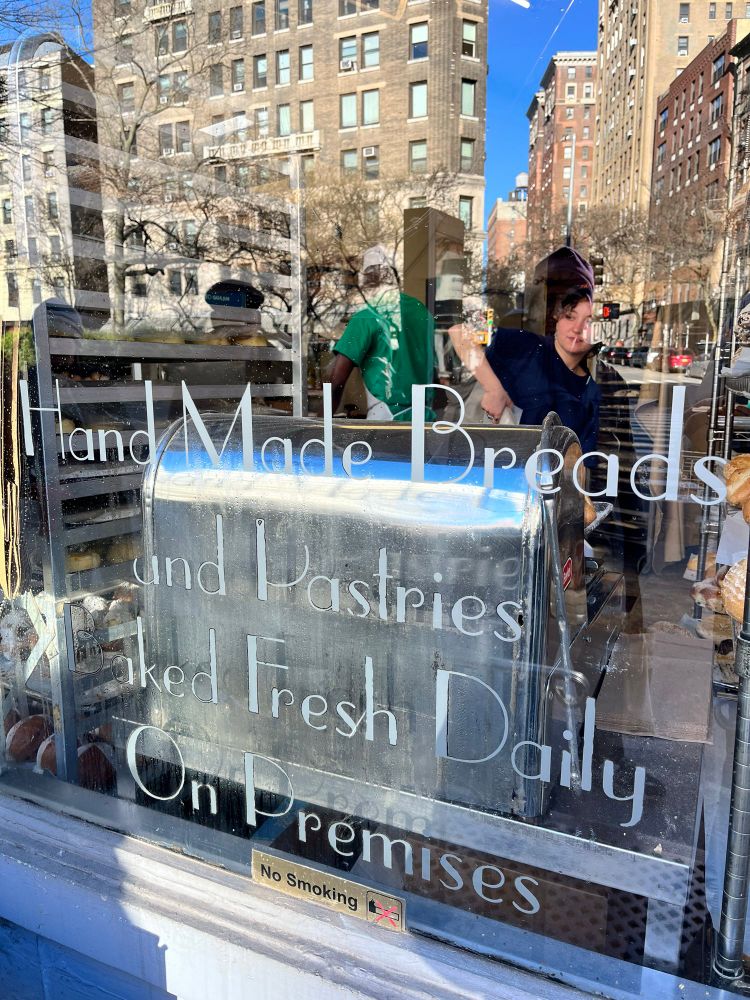 Hand Made Breads
and Pastries
Baked Fresh Daily
On Premises
No Smoking